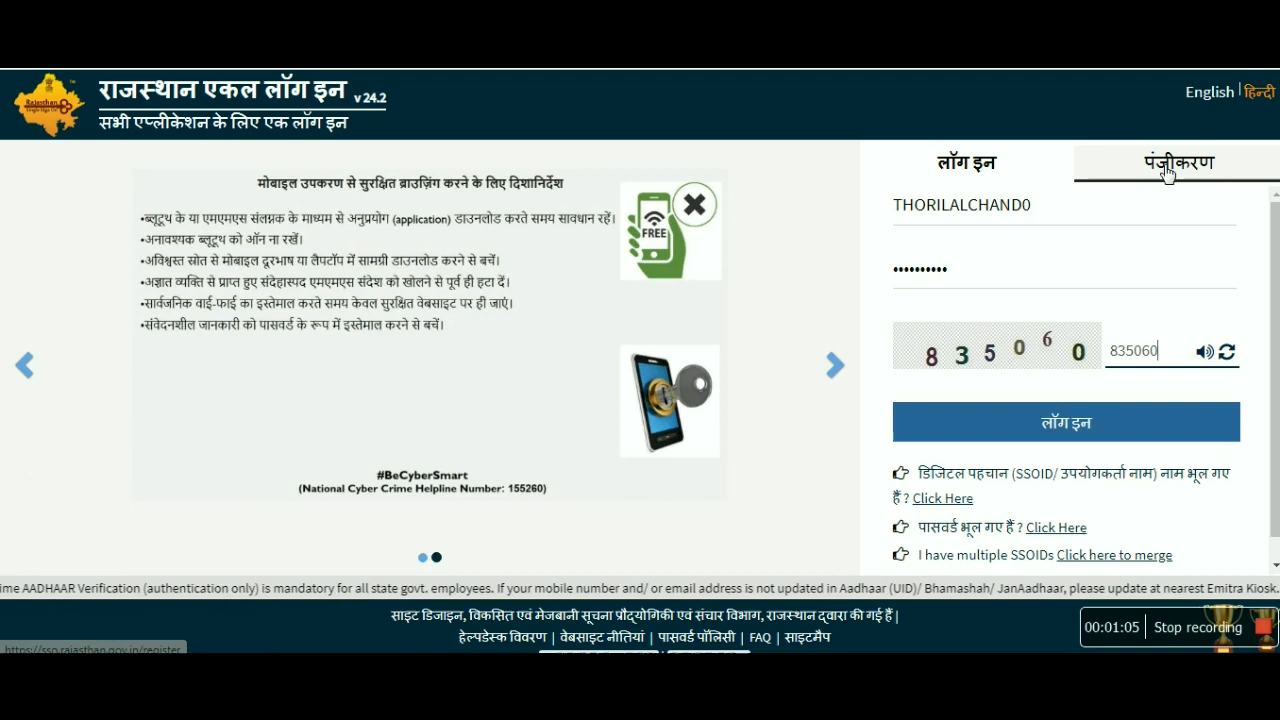 राजस्थान एकल लॉग इन v 24.2
सभी एप्लीकेशन के लिए एक लॉग इन
English | हिन्दी
लॉग इन
पंजीकरण
मोबाइल उपकरण से सुरक्षित ब्राउज़िंग करने के लिए दिशानिर्देश
•ब्लूटूथ के या एमएमएस संलग्नक के माध्यम से अनुप्रयोग (application) डाउनलोड करते समय सावधान रहें।
•अनावश्यक ब्लूटूथ को ऑन ना रखें।
•अविश्वस्त स्रोत से मोबाइल दूरभाष या लैपटॉप में सामग्री डाउनलोड करने से बचें।
•अज्ञात व्यक्ति से प्राप्त हुए संदेहास्पद एमएमएस संदेश को खोलने से पूर्व ही हटा दें।
•सार्वजनिक वाई-फाई का इस्तेमाल करते समय केवल सुरक्षित वेबसाइट पर ही जाएं।
•संवेदनशील जानकारी को पासवर्ड के रूप में इस्तेमाल करने से बचें।
FREE
#BeCyberSmart
(National Cyber Crime Helpline Number: 155260)
THORILALCHAND0
••••••••••
835060
835060
लॉग इन
डिजिटल पहचान (SSOID/ उपयोगकर्ता नाम) नाम भूल गए
हैं ? Click Here
पासवर्ड भूल गए हैं ? Click Here
I have multiple SSOIDs Click here to merge
ime AADHAAR Verification (authentication only) is mandatory for all state govt. employees. If your mobile number and/ or email address is not updated in Aadhaar (UID)/ Bhamashah/ JanAadhaar, please update at nearest Emitra Kiosk.
साइट डिजाइन, विकसित एवं मेजबानी सूचना प्रौद्योगिकी एवं संचार विभाग, राजस्थान द्वारा की गई हैं |
हेल्पडेस्क विवरण | वेबसाइट नीतियां | पासवर्ड पॉलिसी | FAQ | साइटमैप
00:01:05 Stop recording
https://sso.rajasthan.gov.in/register